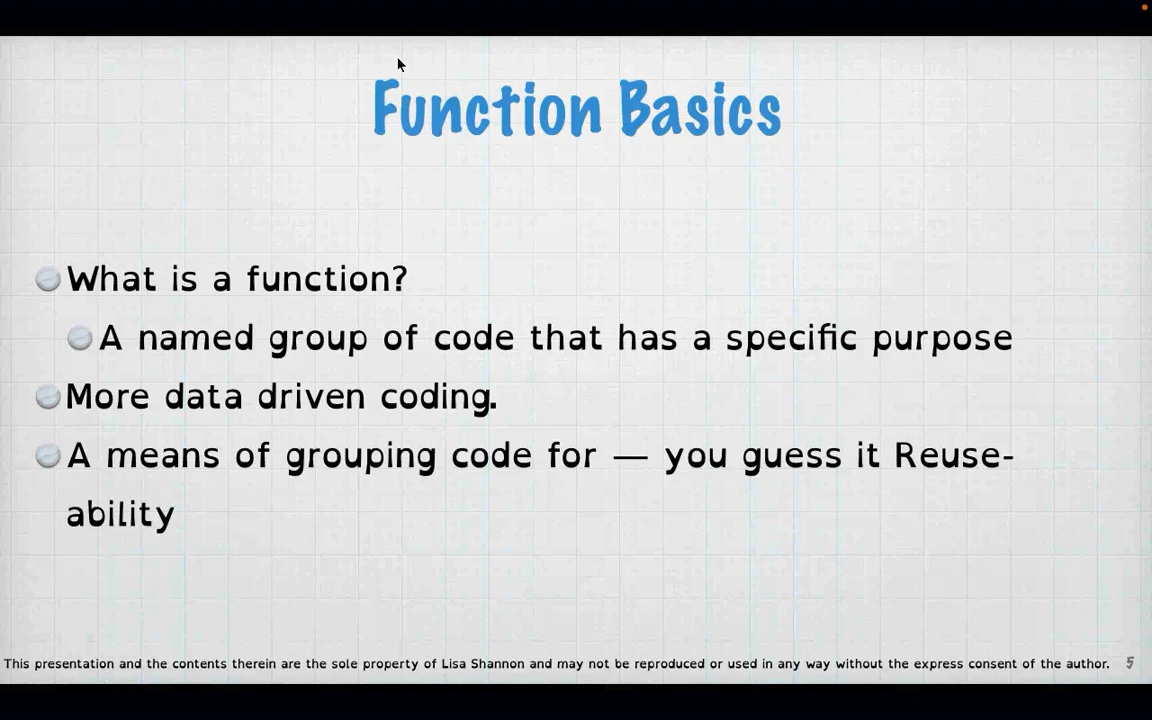 Function Basics
What is a function?
A named group of code that has a specific purpose
More data driven coding.
A means of grouping code for — you guess it Reuse-
ability
This presentation and the contents therein are the sole property of Lisa Shannon and may not be reproduced or used in any way without the express consent of the author. 5